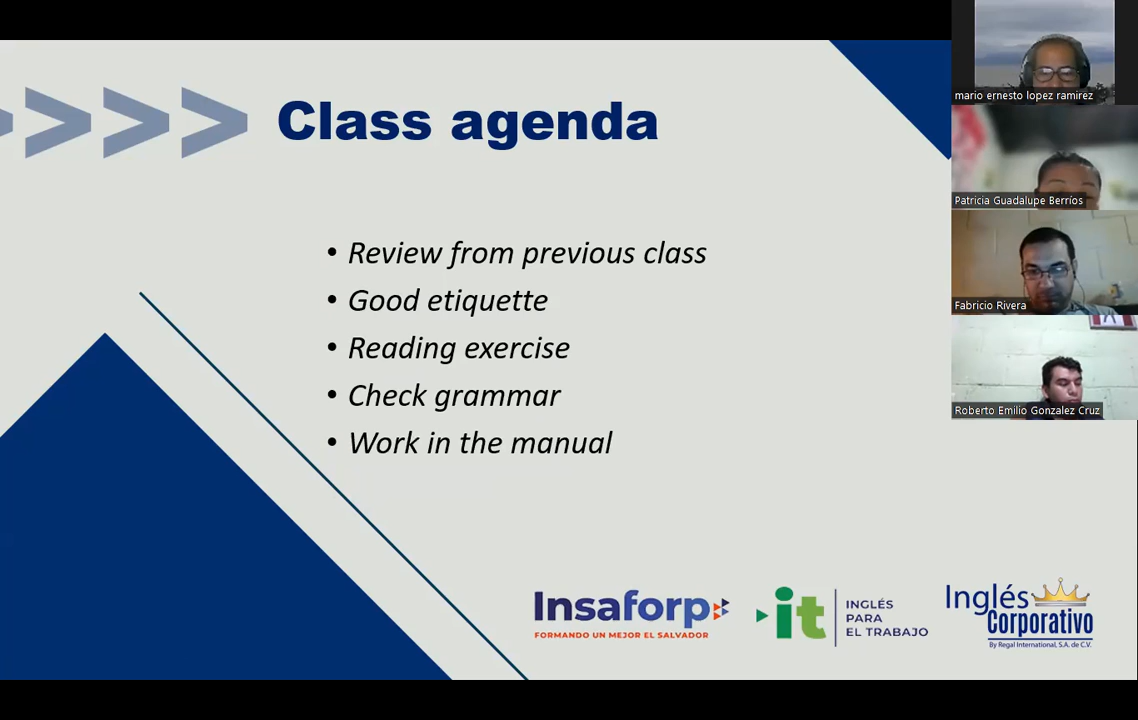 Class agenda
• Review from previous class
• Good etiquette
• Reading exercise
• Check grammar
• Work in the manual
Insaforp
FORMANDO UN MEJOR EL SALVADOR
it
INGLÉS
PARA
EL TRABAJO
Inglés
Corporativo
By Regal International, S.A. de C.V.
mario ernesto lopez ramirez
Patricia Guadalupe Berríos
Fabricio Rivera
Roberto Emilio Gonzalez Cruz